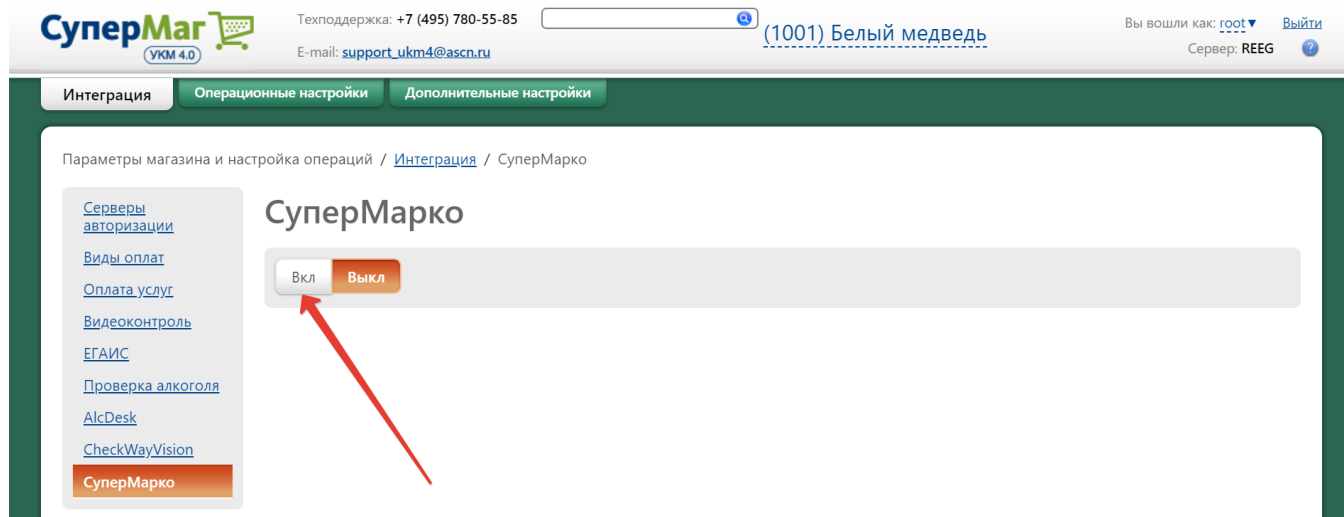 СуперМаг
УКМ 4.0
Техподдержка: +7 (495) 780-55-85
E-mail: support_ukm4@ascn.ru
(1001) Белый медведь
Вы вошли как: root▼ Выйти
Сервер: REEG ?
Интеграция Операционные настройки Дополнительные настройки
Параметры магазина и настройка операций / Интеграция / СуперМарко
Серверы
авторизации
Виды оплат
Оплата услуг
Видеоконтроль
ЕГАИС
Проверка алкоголя
AlcDesk
CheckWayVision
СуперМарко
СуперМарко
Вкл Выкл